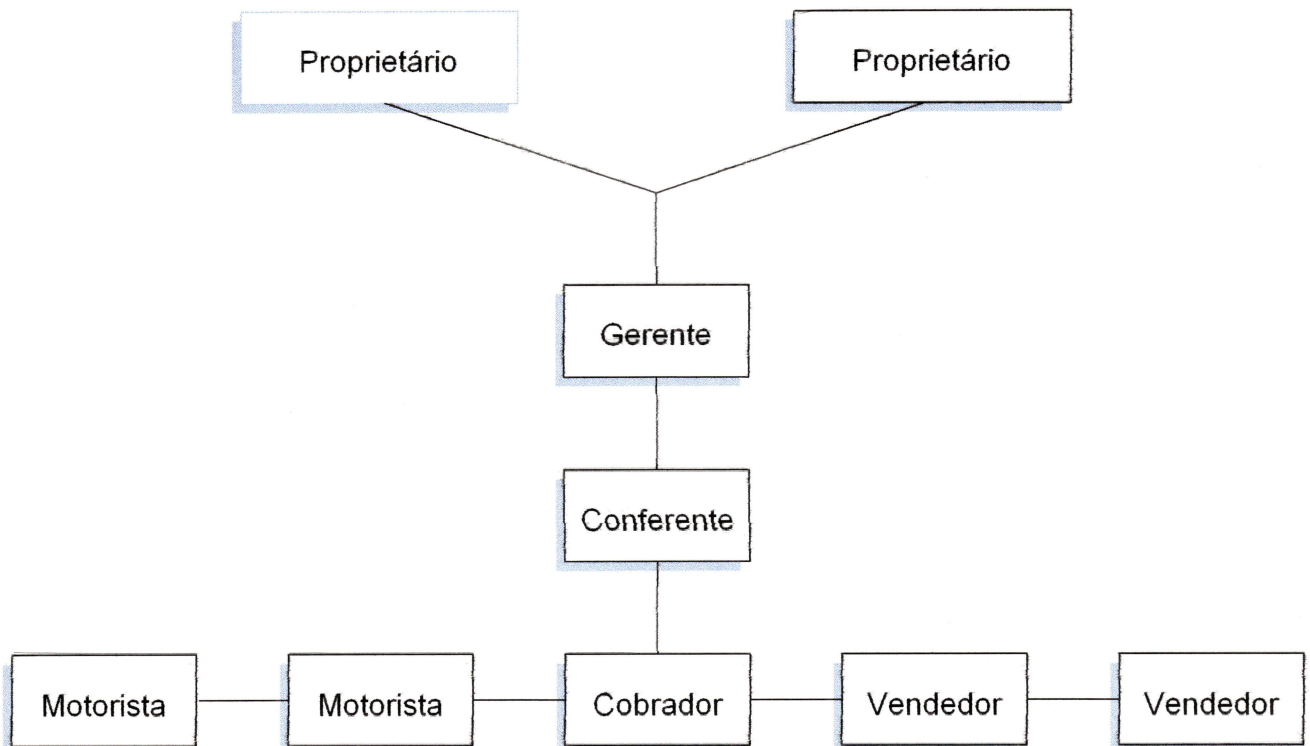 Proprietário
Proprietário
Gerente
Conferente
Motorista
Motorista
Cobrador
Vendedor
Vendedor